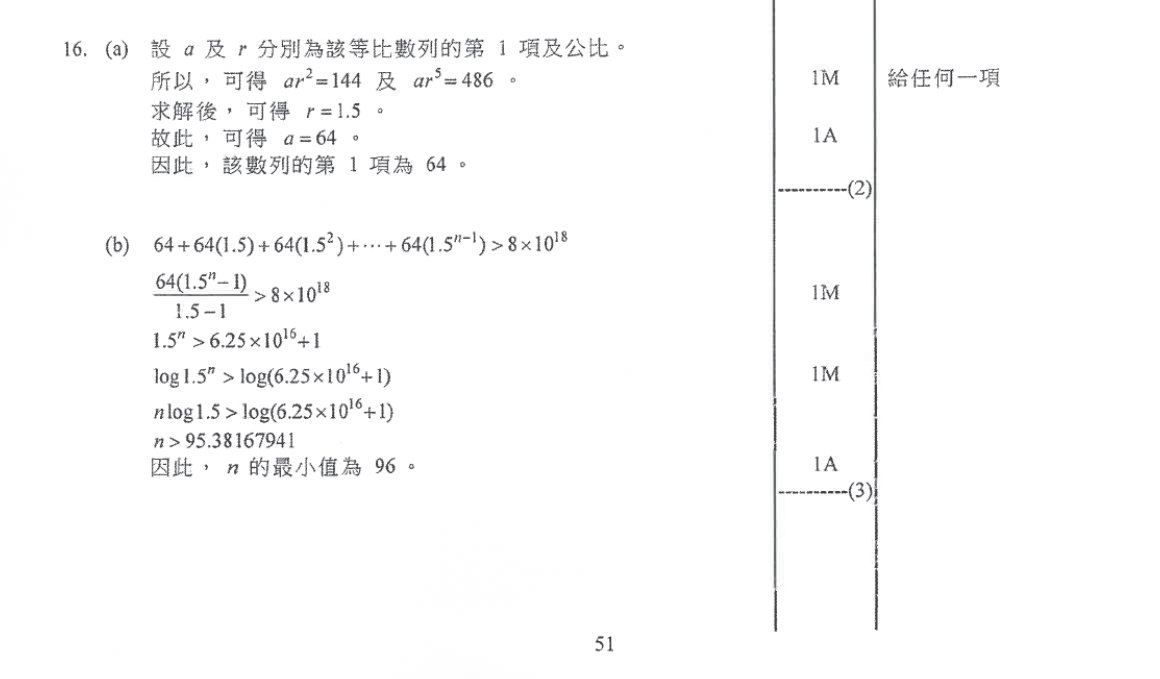 16. (a) 設 a 及 r 分別為該等比數列的第 1 項及公比。
所以，可得 ar²=144 及 ar⁵=486 。 1M 給任何一項
求解後，可得 r=1.5 。
故此，可得 a=64 。 1A
因此，該數列的第 1 項為 64 。
----------(2)
(b) 64+64(1.5)+64(1.5²)+⋯+64(1.5ⁿ⁻¹)>8×10¹⁸
64(1.5ⁿ−1)/(1.5−1) >8×10¹⁸ 1M
1.5ⁿ >6.25×10¹⁶+1
log1.5ⁿ > log(6.25×10¹⁶+1) 1M
nlog1.5 > log(6.25×10¹⁶+1)
n > 95.38167941
因此， n 的最小值為 96 。 1A
----------(3)
51